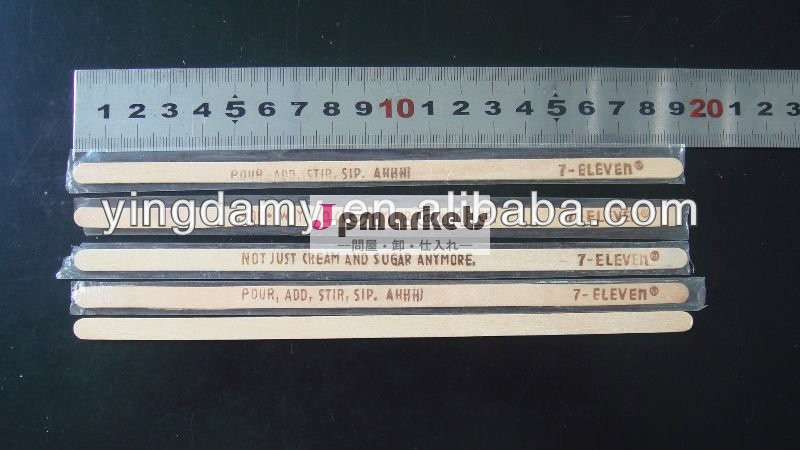 1 2 3 4 5 6 7 8 9 10 1 2 3 4 5 6 7 8 9 20 1 2 3
POUR, ADD, STIR, SIP. AHHH! 7-ELEVEN®
yingdamy.en.alibaba.com
Jpmarkets
問屋・卸・仕入れ
NOT JUST CREAM AND SUGAR ANYMORE. 7-ELEVEN®
POUR, ADD, STIR, SIP. AHHH! 7-ELEVEN®